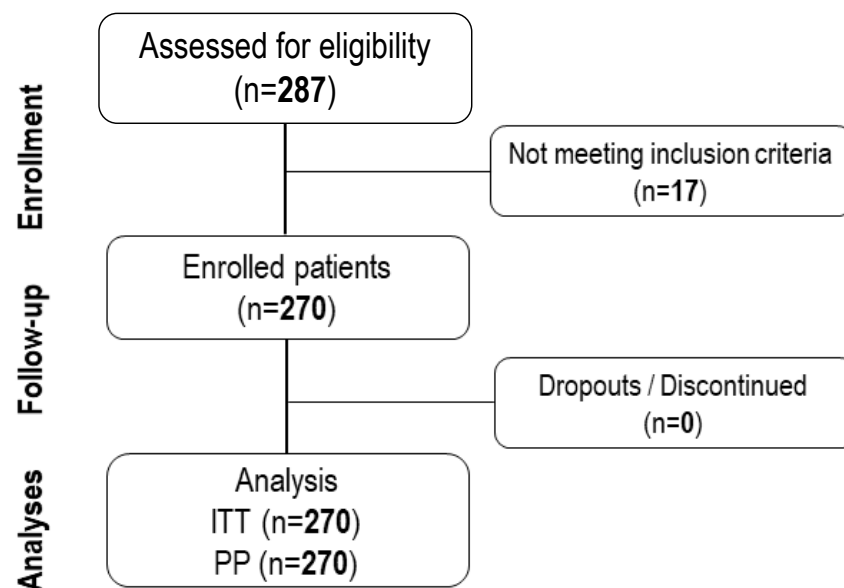 Enrollment
Assessed for eligibility
(n=287)
Not meeting inclusion criteria
(n=17)
Enrolled patients
(n=270)
Follow-up
Dropouts / Discontinued
(n=0)
Analyses
Analysis
ITT (n=270)
PP (n=270)